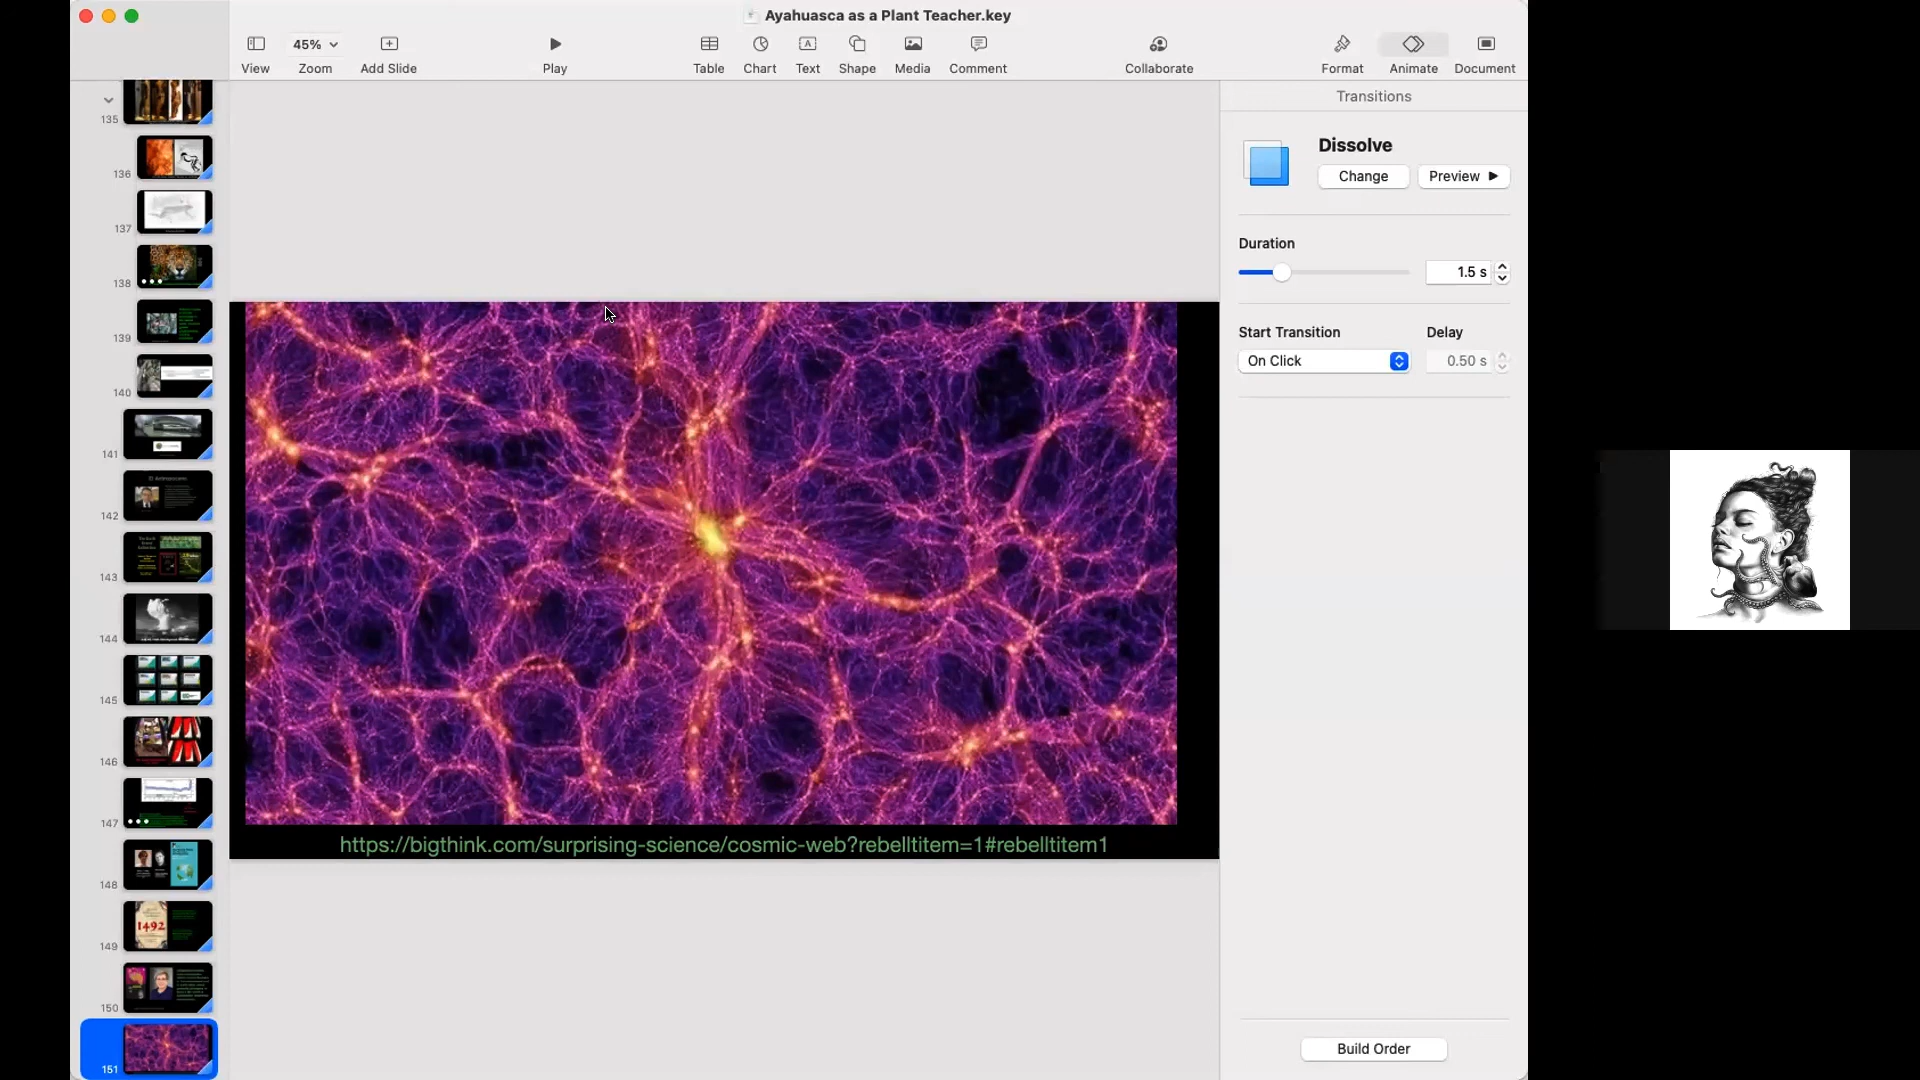 Ayahuasca as a Plant Teacher.key
View
45%
Zoom
Add Slide
Play
Table
Chart
Text
Shape
Media
Comment
Collaborate
Format
Animate
Document
Transitions
Dissolve
Change
Preview
Duration
1.5 s
Start Transition
Delay
On Click
0.50 s
Build Order
135
136
137
138
139
140
141
142
143
144
145
146
147
148
1492
149
150
151
https://bigthink.com/surprising-science/cosmic-web?rebelltitem=1#rebelltitem1